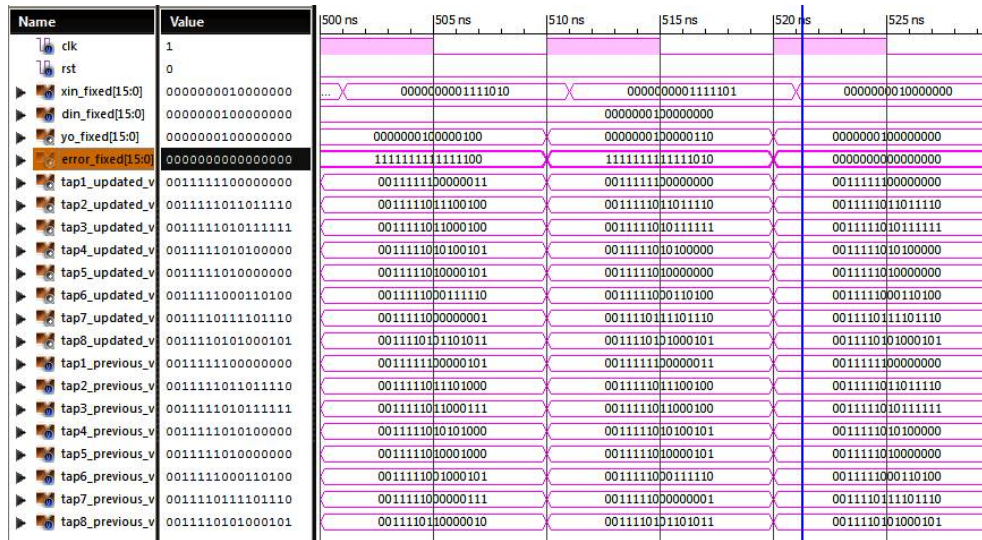 Name Value 500 ns 505 ns 510 ns 515 ns 520 ns 525 ns
clk 1
rst 0
xin_fixed[15:0] 0000000010000000 ... 0000000001111010 0000000001111101 0000000010000000
din_fixed[15:0] 0000000100000000 0000000100000000
yo_fixed[15:0] 0000000100000000 0000000100000100 0000000100000110 0000000100000000
error_fixed[15:0] 0000000000000000 1111111111111100 1111111111111010 0000000000000000
tap1_updated_v 0011111100000000 0011111100000011 0011111100000000 0011111100000000
tap2_updated_v 0011111011011110 0011111011100100 0011111011011110 0011111011011110
tap3_updated_v 0011111010111111 0011111011000100 0011111010111111 0011111010111111
tap4_updated_v 0011111010100000 0011111010100101 0011111010100000 0011111010100000
tap5_updated_v 0011111010000000 0011111010000101 0011111010000000 0011111010000000
tap6_updated_v 0011111000110100 0011111000111110 0011111000110100 0011111000110100
tap7_updated_v 0011110111101110 0011111000000001 0011110111101110 0011110111101110
tap8_updated_v 0011110101000101 0011110101101011 0011110101000101 0011110101000101
tap1_previous_v 0011111100000000 0011111100000101 0011111100000011 0011111100000000
tap2_previous_v 0011111011011110 0011111011101000 0011111011100100 0011111011011110
tap3_previous_v 0011111010111111 0011111011000111 0011111011000100 0011111010111111
tap4_previous_v 0011111010100000 0011111010101000 0011111010100101 0011111010100000
tap5_previous_v 0011111010000000 0011111010001000 0011111010000101 0011111010000000
tap6_previous_v 0011111000110100 0011111001000101 0011111000111110 0011111000110100
tap7_previous_v 0011110111101110 0011111000000111 0011111000000001 0011110111101110
tap8_previous_v 0011110101000101 0011110110000010 0011110101101011 0011110101000101